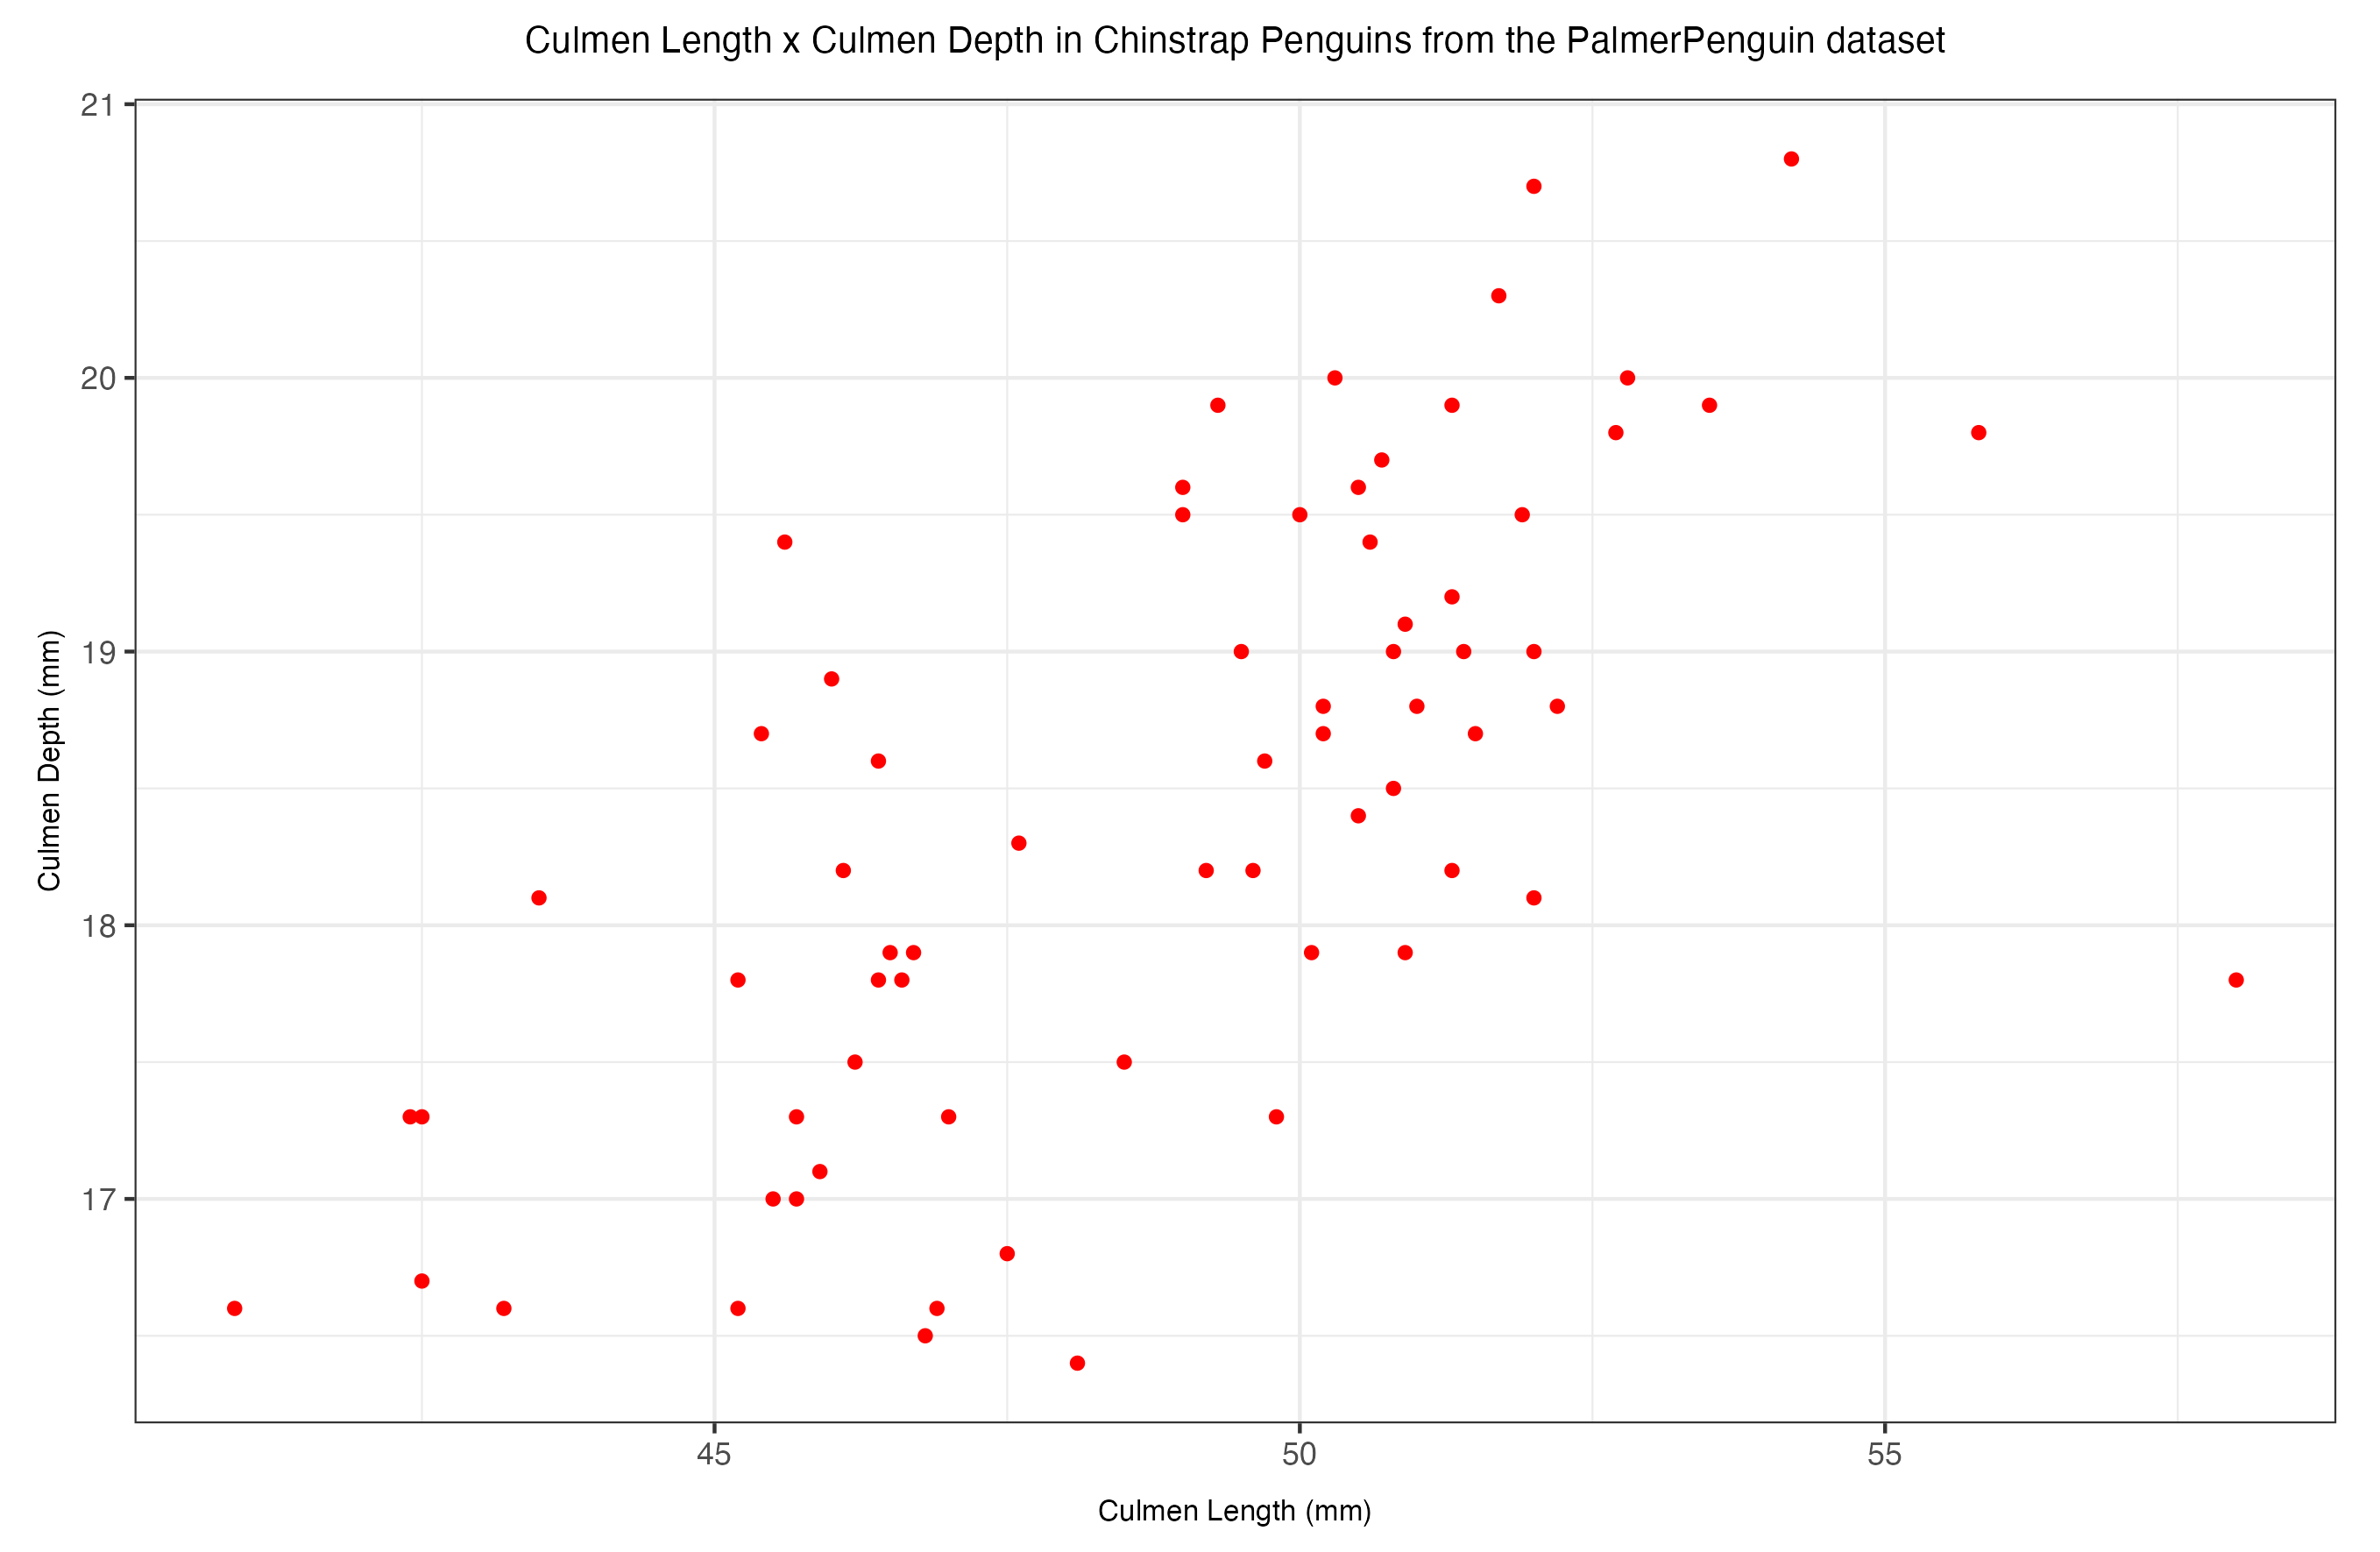 Culmen Length x Culmen Depth in Chinstrap Penguins from the PalmerPenguin dataset
21
20
19
18
17
Culmen Depth (mm)
45 50 55
Culmen Length (mm)